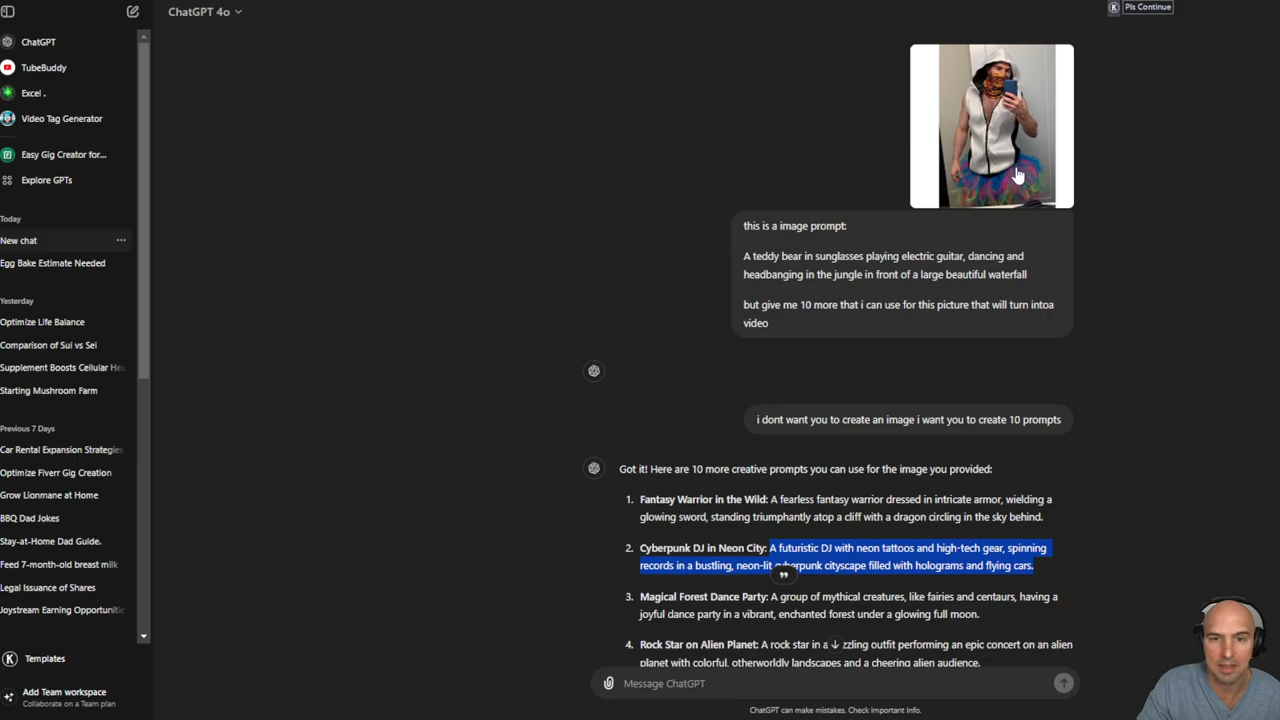 ChatGPT 4o
Pls Continue
ChatGPT
TubeBuddy
Excel .
Video Tag Generator
Easy Gig Creator for...
Explore GPTs
Today
New chat
Egg Bake Estimate Needed
Yesterday
Optimize Life Balance
Comparison of Sui vs Sei
Supplement Boosts Cellular Hea
Starting Mushroom Farm
Previous 7 Days
Car Rental Expansion Strategies
Optimize Fiverr Gig Creation
Grow Lionmane at Home
BBQ Dad Jokes
Stay-at-Home Dad Guide.
Feed 7-month-old breast milk
Legal Issuance of Shares
Joystream Earning Opportunities
Templates
Add Team workspace
Collaborate on a Team plan
this is a image prompt:
A teddy bear in sunglasses playing electric guitar, dancing and
headbanging in the jungle in front of a large beautiful waterfall
but give me 10 more that i can use for this picture that will turn intoa
video
i dont want you to create an image i want you to create 10 prompts
Got it! Here are 10 more creative prompts you can use for the image you provided:
1. Fantasy Warrior in the Wild: A fearless fantasy warrior dressed in intricate armor, wielding a
glowing sword, standing triumphantly atop a cliff with a dragon circling in the sky behind.
2. Cyberpunk DJ in Neon City: A futuristic DJ with neon tattoos and high-tech gear, spinning
records in a bustling, neon-lit cyberpunk cityscape filled with holograms and flying cars.
3. Magical Forest Dance Party: A group of mythical creatures, like fairies and centaurs, having a
joyful dance party in a vibrant, enchanted forest under a glowing full moon.
4. Rock Star on Alien Planet: A rock star in a zzling outfit performing an epic concert on an alien
planet with colorful, otherworldly landscapes and a cheering alien audience.
Message ChatGPT
ChatGPT can make mistakes. Check important info.